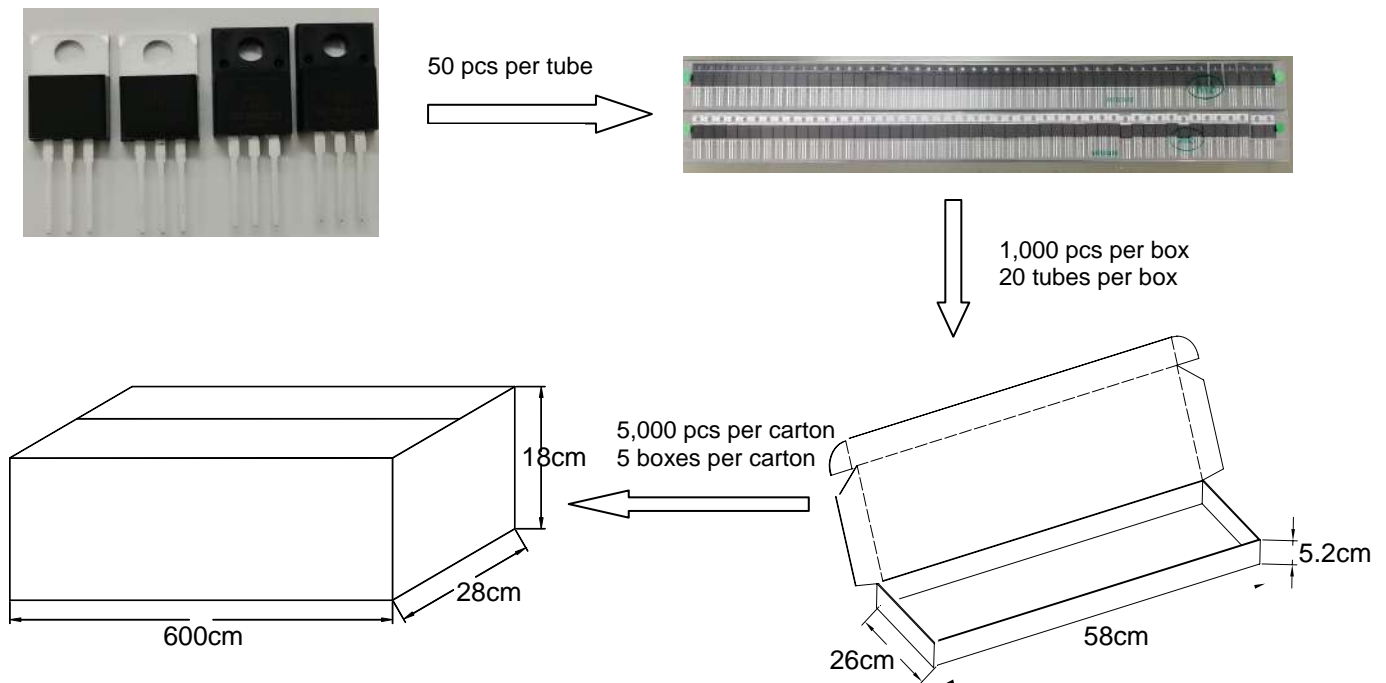 50 pcs per tube
1,000 pcs per box
20 tubes per box
5,000 pcs per carton
5 boxes per carton
18cm
28cm
600cm
5.2cm
58cm
26cm